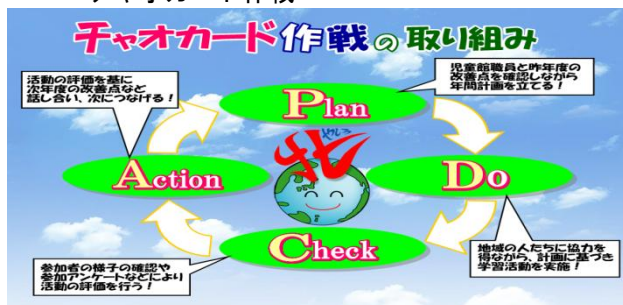 チャオカード作戦の取り組み
活動の評価を基に
次年度の改善点など
話し合い、次につなげる！
児童館職員と昨年度の
改善点を確認しながら
年間計画を立てる！
Plan
Action
Do
Check
参加者の様子の確認や
参加アンケートなどにより
活動の評価を行う！
地域の人たちに協力を
得ながら、計画に基づき
学習活動を実施！